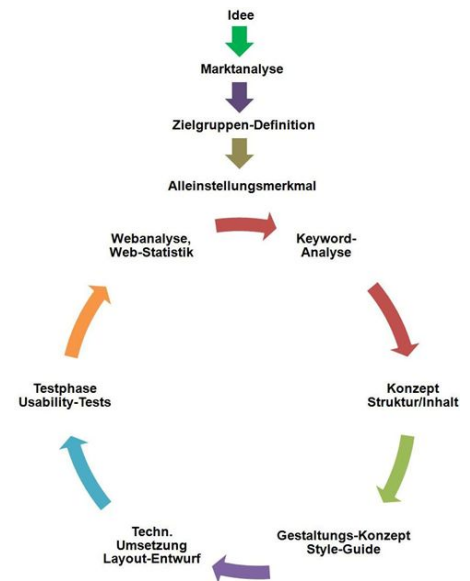 Idee
Marktanalyse
Zielgruppen-Definition
Alleinstellungsmerkmal
Webanalyse,
Web-Statistik
Keyword-
Analyse
Testphase
Usability-Tests
Konzept
Struktur/Inhalt
Techn.
Umsetzung
Layout-Entwurf
Gestaltungs-Konzept
Style-Guide